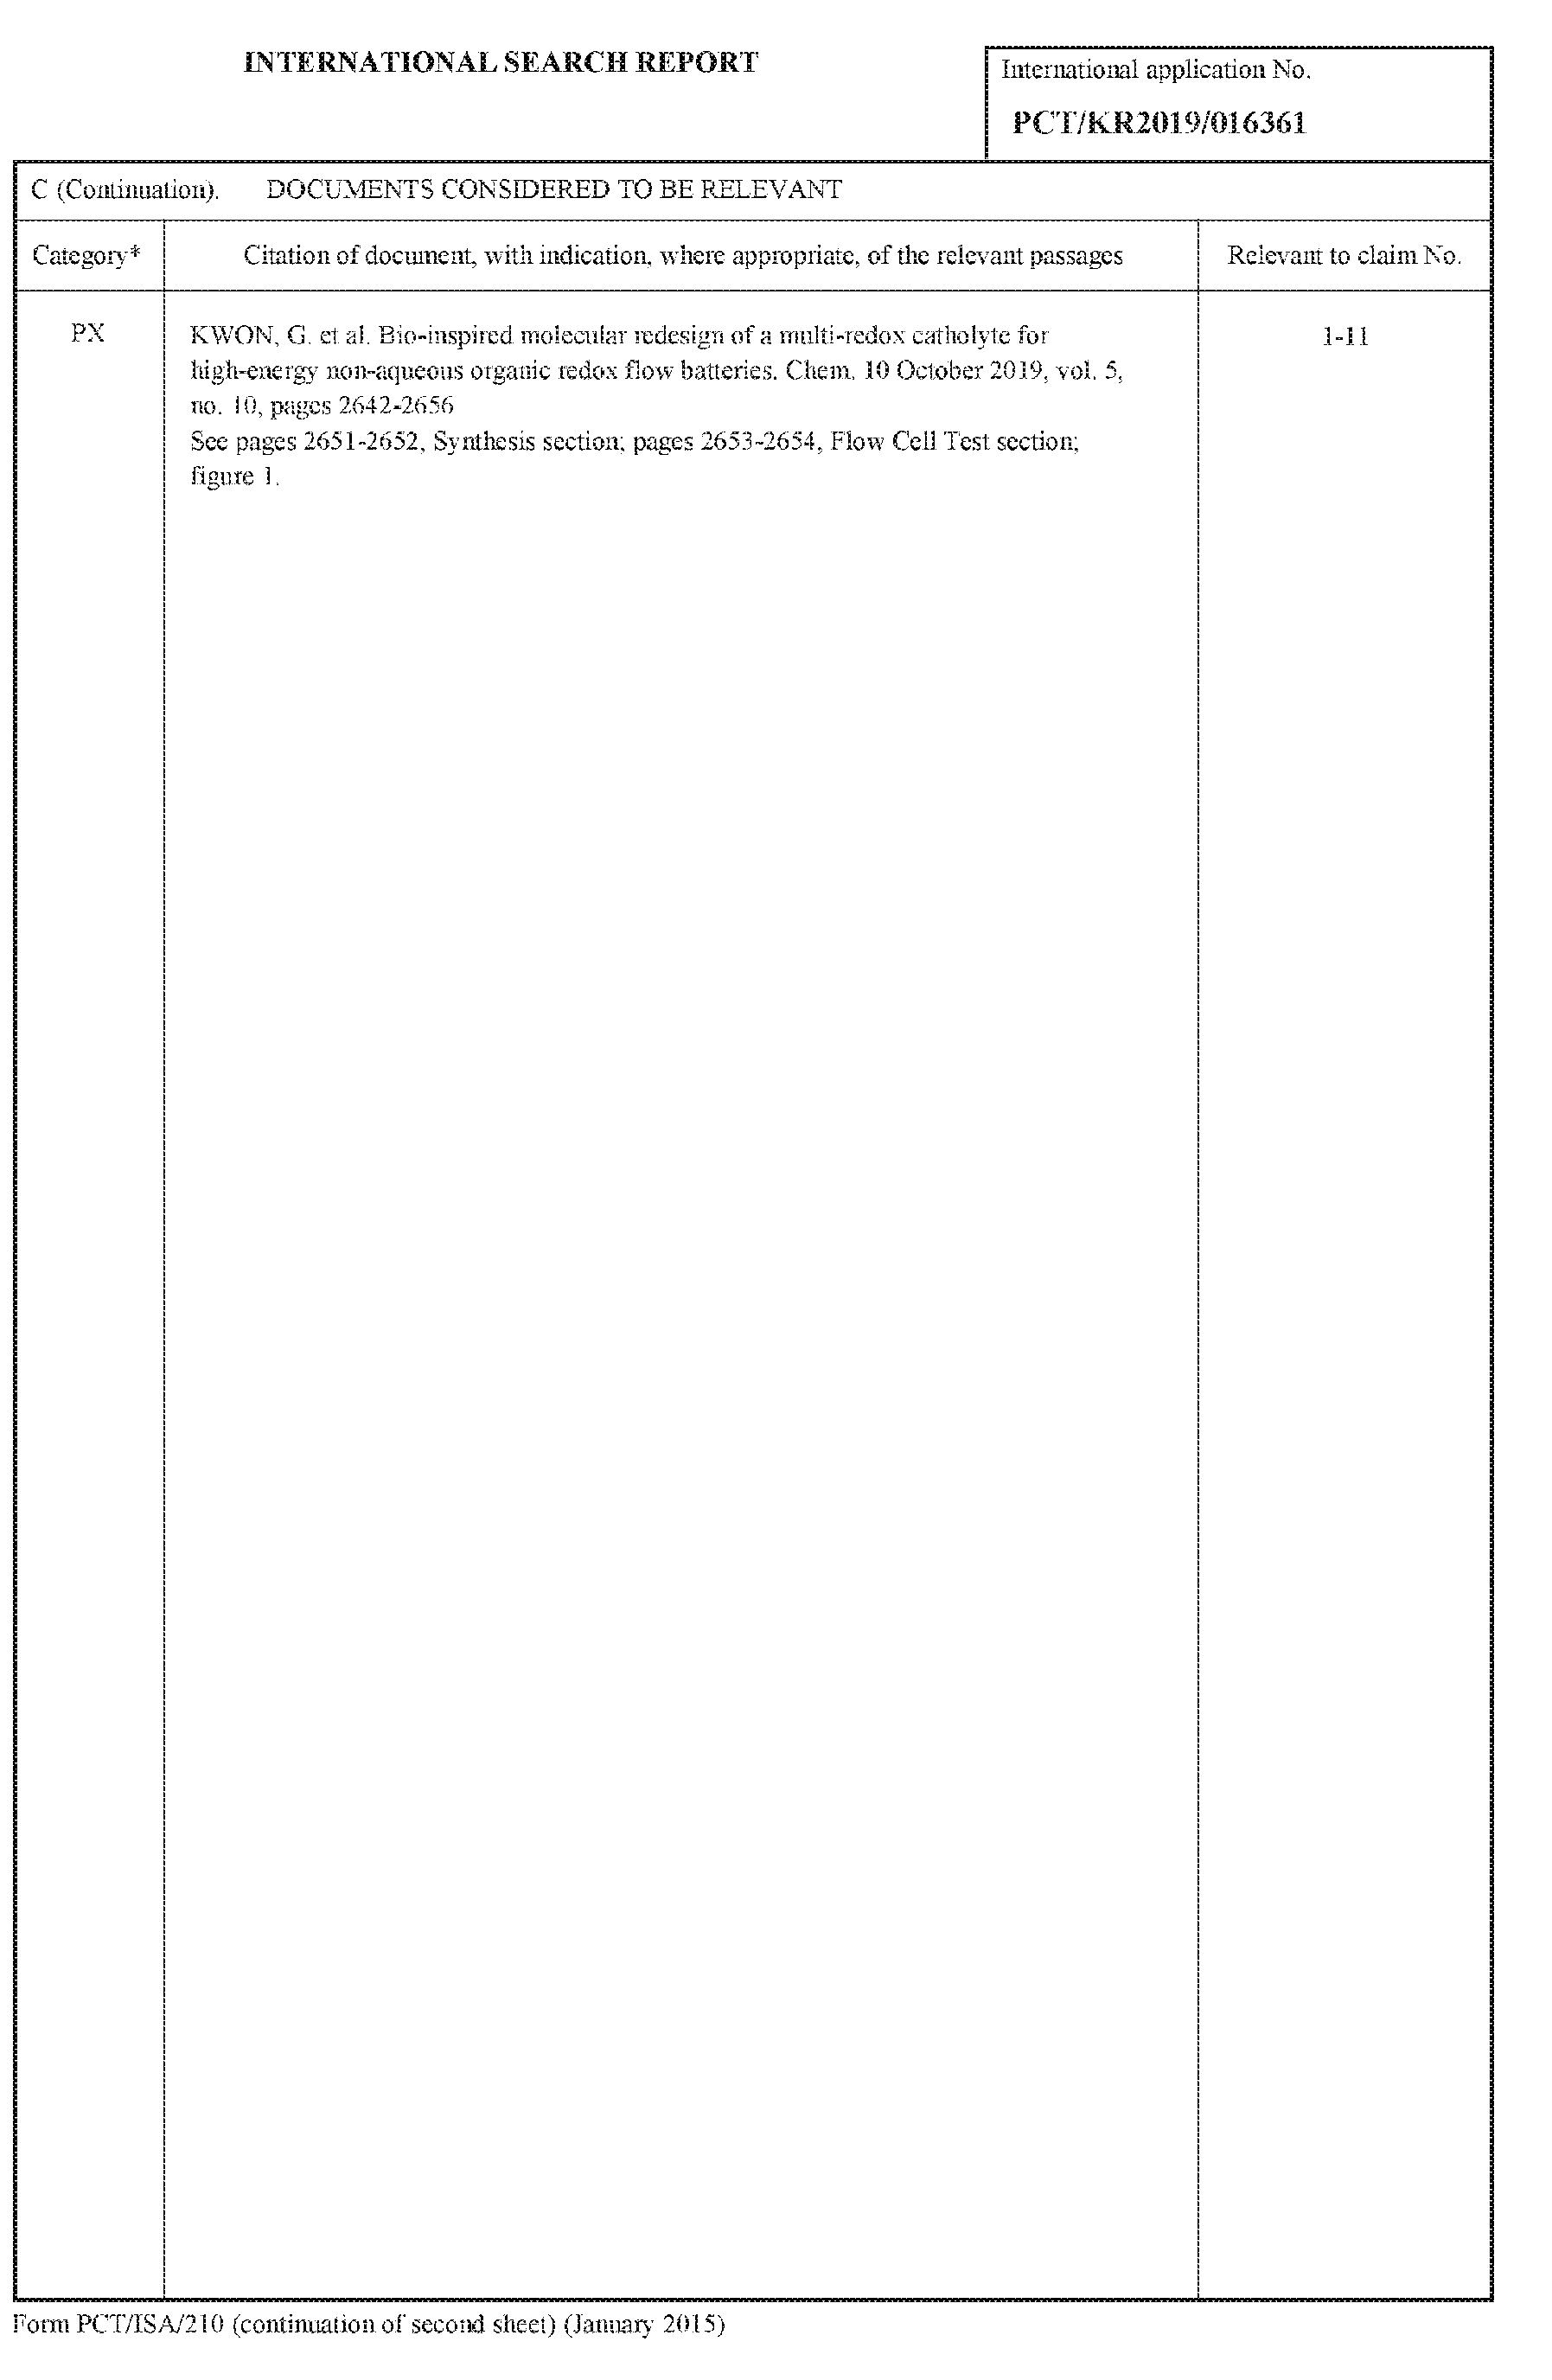 INTERNATIONAL SEARCH REPORT
International application No.
PCT/KR2019/016361
C (Continuation). DOCUMENTS CONSIDERED TO BE RELEVANT
Category* Citation of document, with indication, where appropriate, of the relevant passages Relevant to claim No.
PX KWON, G. et al. Bio-inspired molecular redesign of a multi-redox catholyte for 1-11
high-energy non-aqueous organic redox flow batteries. Chem. 10 October 2019, vol. 5,
no. 10, pages 2642-2656
See pages 2651-2652, Synthesis section; pages 2653-2654, Flow Cell Test section;
figure 1.
Form PCT/ISA/210 (continuation of second sheet) (January 2015)